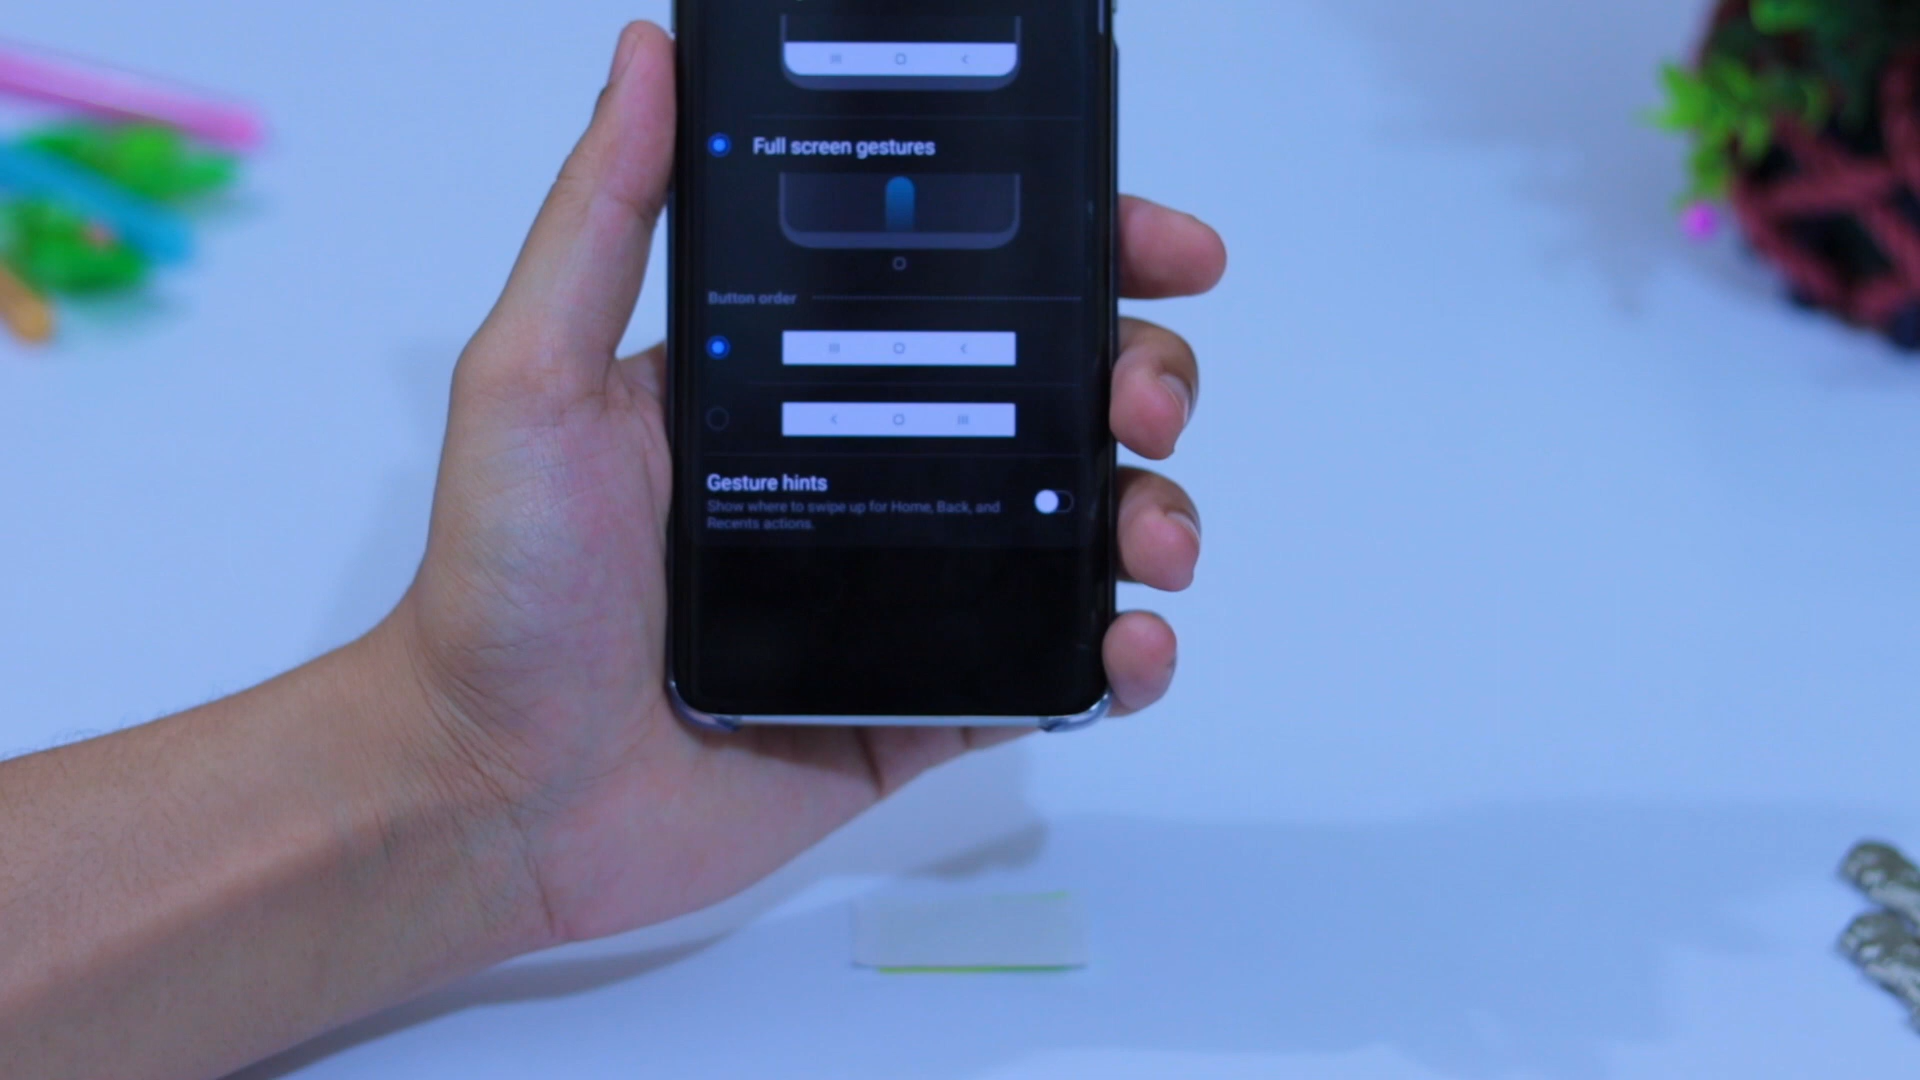 Full screen gestures
Button order
Gesture hints
Show where to swipe up for Home, Back, and
Recents actions.